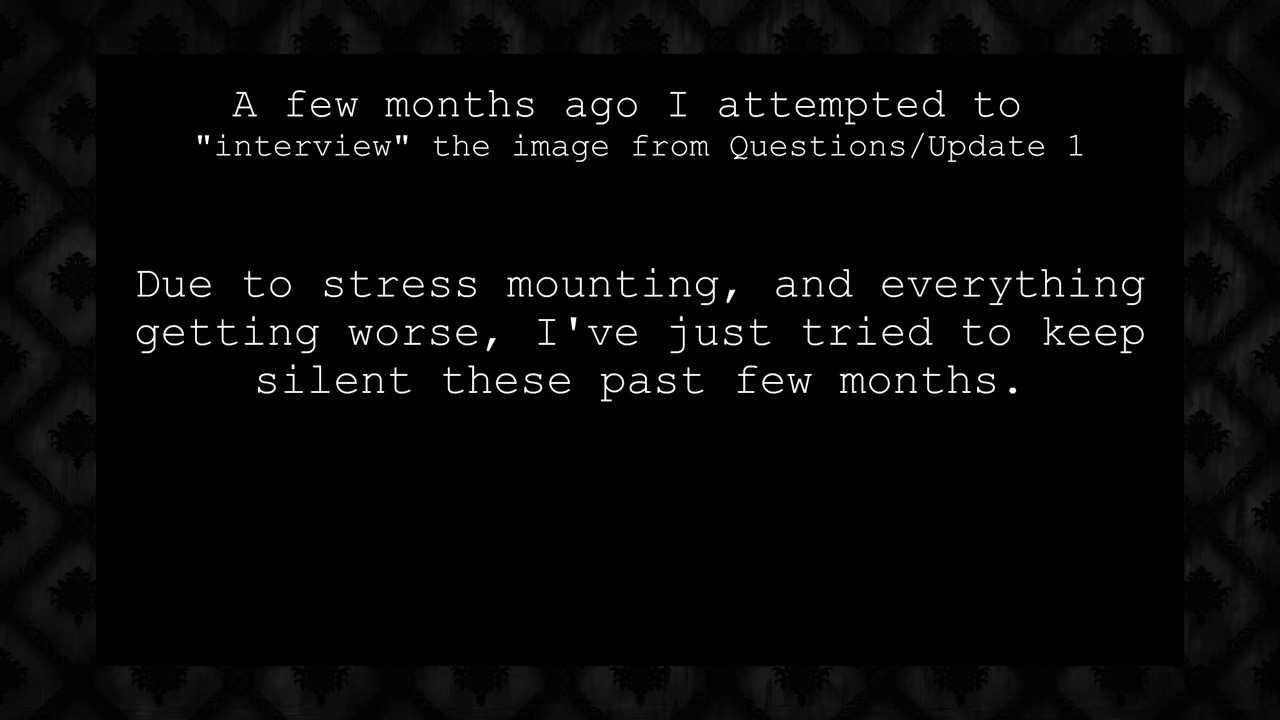 A few months ago I attempted to
"interview" the image from Questions/Update 1
Due to stress mounting, and everything
getting worse, I've just tried to keep
silent these past few months.